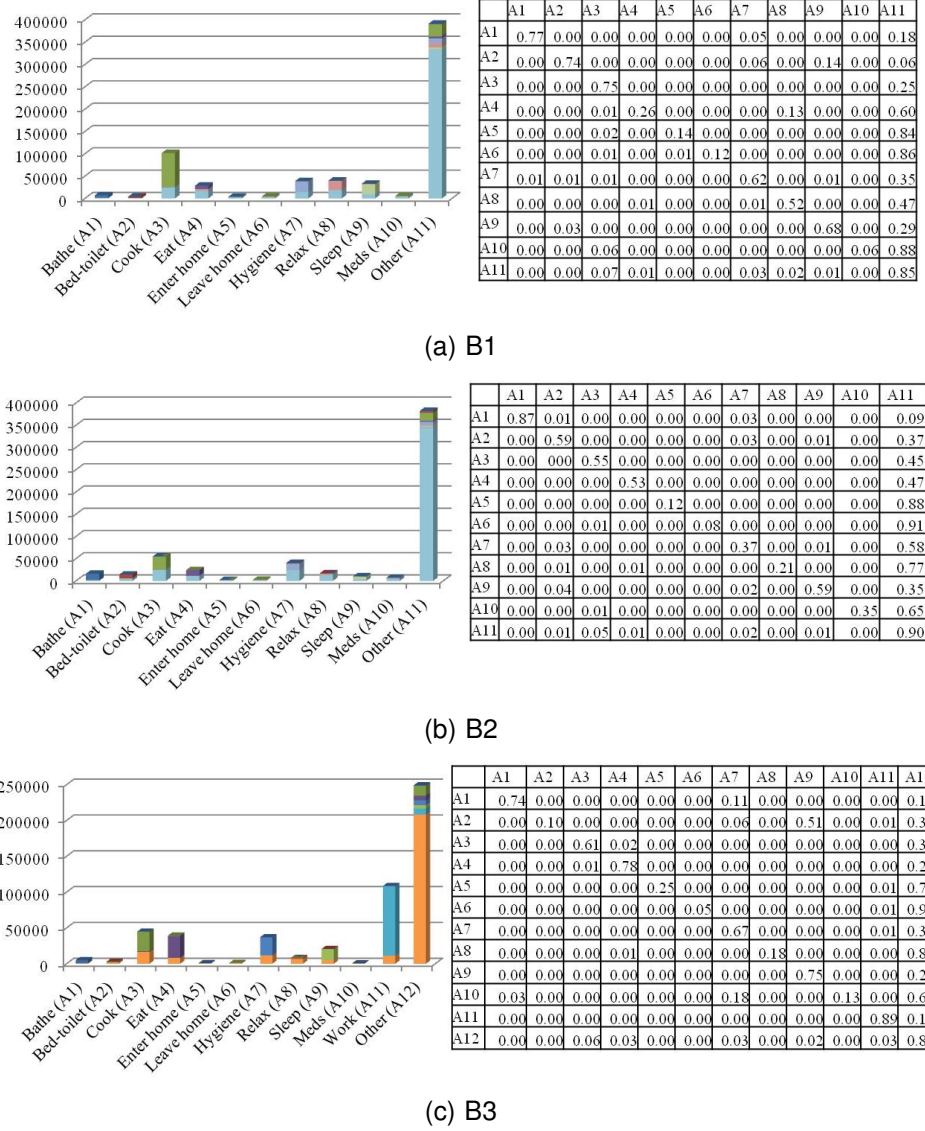 400000
350000
300000
250000
200000
150000
100000
50000
0
Bathe (A1)
Bed-toilet (A2)
Cook (A3)
Eat (A4)
Enter home (A5)
Leave home (A6)
Hygiene (A7)
Relax (A8)
Sleep (A9)
Meds (A10)
Other (A11)
A1 A2 A3 A4 A5 A6 A7 A8 A9 A10 A11
A1 0.77 0.00 0.00 0.00 0.00 0.00 0.05 0.00 0.00 0.00 0.18
A2 0.00 0.74 0.00 0.00 0.00 0.00 0.06 0.00 0.14 0.00 0.06
A3 0.00 0.00 0.75 0.00 0.00 0.00 0.00 0.00 0.00 0.00 0.25
A4 0.00 0.00 0.01 0.26 0.00 0.00 0.00 0.13 0.00 0.00 0.60
A5 0.00 0.00 0.02 0.00 0.14 0.00 0.00 0.00 0.00 0.00 0.84
A6 0.00 0.00 0.01 0.00 0.01 0.12 0.00 0.00 0.00 0.00 0.86
A7 0.01 0.01 0.01 0.00 0.00 0.00 0.62 0.00 0.01 0.00 0.35
A8 0.00 0.00 0.00 0.01 0.00 0.00 0.01 0.52 0.00 0.00 0.47
A9 0.00 0.03 0.00 0.00 0.00 0.00 0.00 0.00 0.68 0.00 0.29
A10 0.00 0.00 0.06 0.00 0.00 0.00 0.00 0.00 0.00 0.06 0.88
A11 0.00 0.00 0.07 0.01 0.00 0.00 0.03 0.02 0.01 0.00 0.85
(a) B1
400000
350000
300000
250000
200000
150000
100000
50000
0
Bathe (A1)
Bed-toilet (A2)
Cook (A3)
Eat (A4)
Enter home (A5)
Leave home (A6)
Hygiene (A7)
Relax (A8)
Sleep (A9)
Meds (A10)
Other (A11)
A1 A2 A3 A4 A5 A6 A7 A8 A9 A10 A11
A1 0.87 0.01 0.00 0.00 0.00 0.00 0.03 0.00 0.00 0.00 0.09
A2 0.00 0.59 0.00 0.00 0.00 0.00 0.03 0.00 0.01 0.00 0.37
A3 0.00 000 0.55 0.00 0.00 0.00 0.00 0.00 0.00 0.00 0.45
A4 0.00 0.00 0.00 0.53 0.00 0.00 0.00 0.00 0.00 0.00 0.47
A5 0.00 0.00 0.00 0.00 0.12 0.00 0.00 0.00 0.00 0.00 0.88
A6 0.00 0.00 0.01 0.00 0.00 0.08 0.00 0.00 0.00 0.00 0.91
A7 0.00 0.03 0.00 0.00 0.00 0.00 0.37 0.00 0.01 0.00 0.58
A8 0.00 0.01 0.00 0.01 0.00 0.00 0.00 0.21 0.00 0.00 0.77
A9 0.00 0.04 0.00 0.00 0.00 0.00 0.02 0.00 0.59 0.00 0.35
A10 0.00 0.00 0.01 0.00 0.00 0.00 0.00 0.00 0.00 0.35 0.65
A11 0.00 0.01 0.05 0.01 0.00 0.00 0.02 0.00 0.01 0.00 0.90
(b) B2
250000
200000
150000
100000
50000
0
Bathe (A1)
Bed-toilet (A2)
Cook (A3)
Eat (A4)
Enter home (A5)
Leave home (A6)
Hygiene (A7)
Relax (A8)
Sleep (A9)
Meds (A10)
Work (A11)
Other (A12)
A1 A2 A3 A4 A5 A6 A7 A8 A9 A10 A11 A1
A1 0.74 0.00 0.00 0.00 0.00 0.00 0.11 0.00 0.00 0.00 0.00 0.1
A2 0.00 0.10 0.00 0.00 0.00 0.00 0.06 0.00 0.51 0.00 0.01 0.3
A3 0.00 0.00 0.61 0.02 0.00 0.00 0.00 0.00 0.00 0.00 0.00 0.3
A4 0.00 0.00 0.01 0.78 0.00 0.00 0.00 0.00 0.00 0.00 0.00 0.2
A5 0.00 0.00 0.00 0.00 0.25 0.00 0.00 0.00 0.00 0.00 0.01 0.7
A6 0.00 0.00 0.00 0.00 0.00 0.05 0.00 0.00 0.00 0.00 0.01 0.9
A7 0.00 0.00 0.00 0.00 0.00 0.00 0.67 0.00 0.00 0.00 0.01 0.3
A8 0.00 0.00 0.00 0.01 0.00 0.00 0.00 0.18 0.00 0.00 0.00 0.8
A9 0.00 0.00 0.00 0.00 0.00 0.00 0.00 0.00 0.75 0.00 0.00 0.2
A10 0.03 0.00 0.00 0.00 0.00 0.00 0.18 0.00 0.00 0.13 0.00 0.6
A11 0.00 0.00 0.00 0.00 0.00 0.00 0.00 0.00 0.00 0.00 0.89 0.1
A12 0.00 0.00 0.06 0.03 0.00 0.00 0.03 0.00 0.02 0.00 0.03 0.8
(c) B3